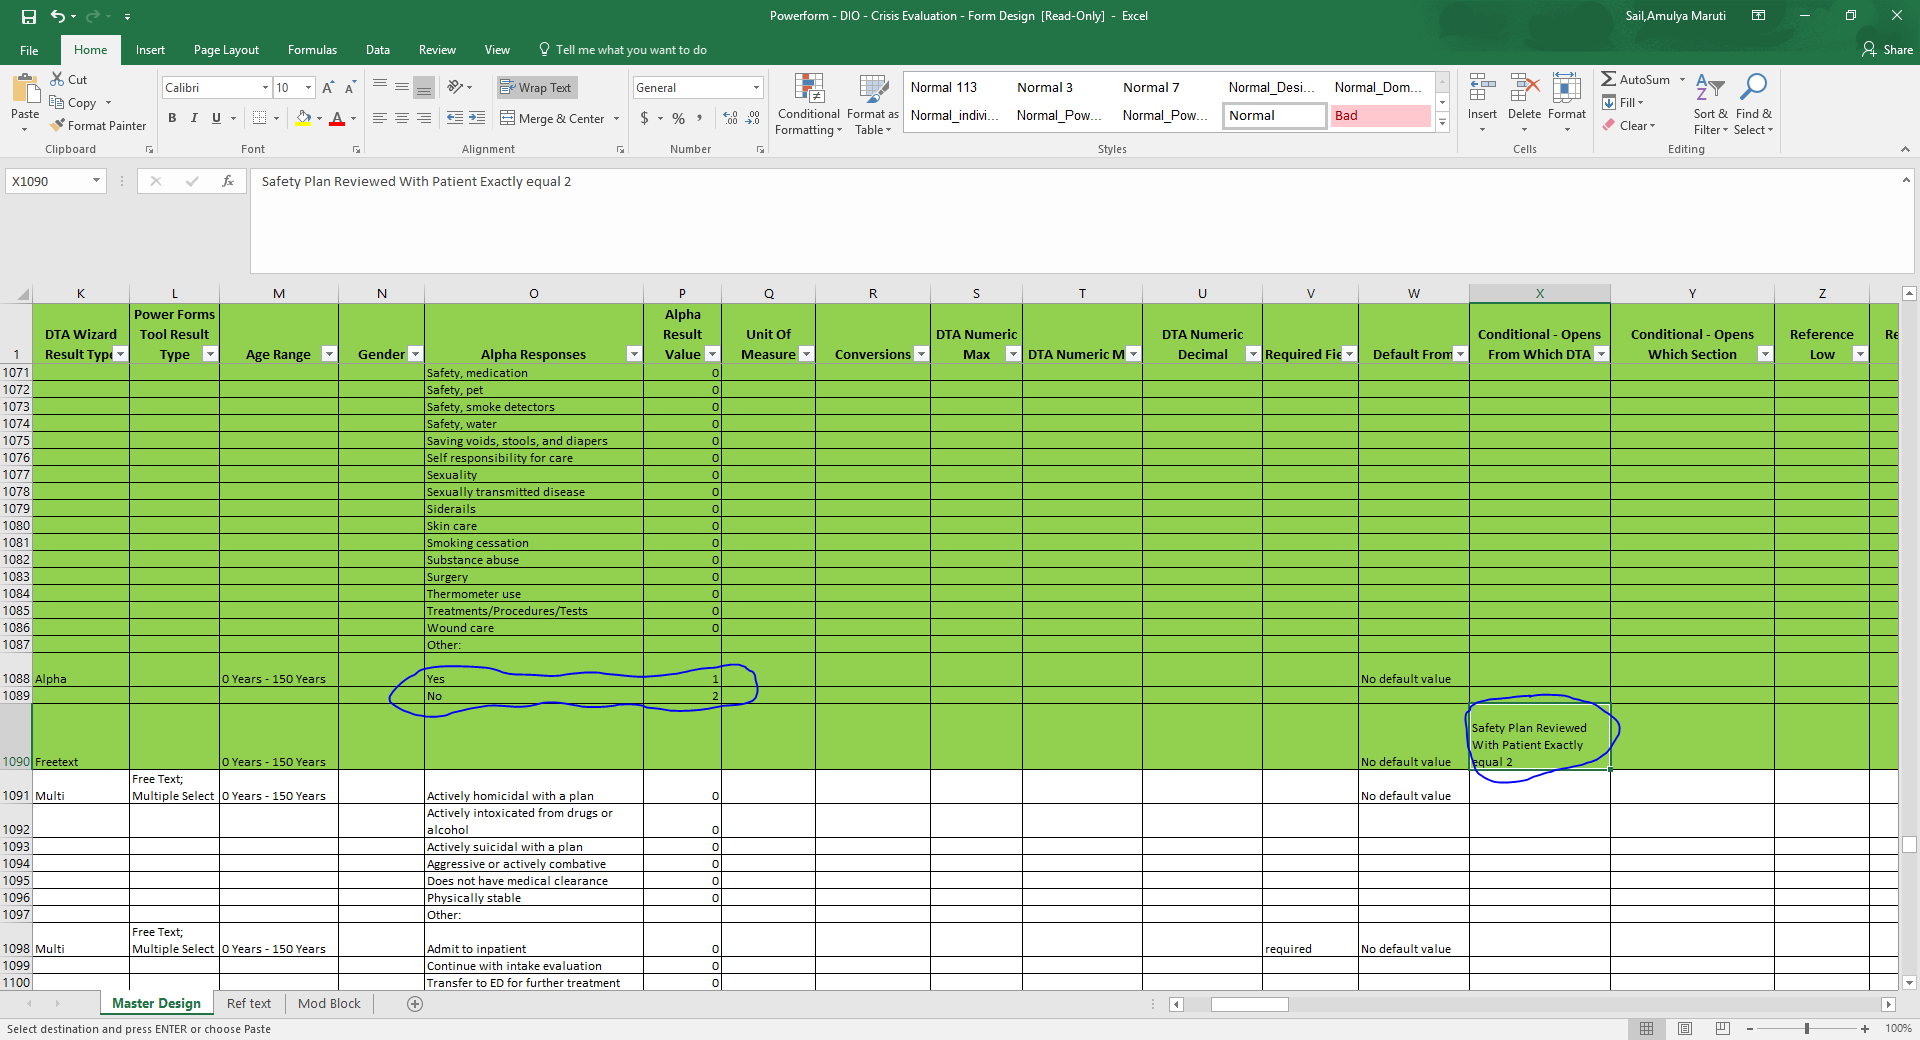 Powerform - DIO - Crisis Evaluation - Form Design [Read-Only] - Excel
Sail,Amulya Maruti
File Home Insert Page Layout Formulas Data Review View Tell me what you want to do Share
Cut
Copy
Format Painter
Paste
Clipboard
Calibri 10
B I U
Font
Wrap Text
Merge & Center
Alignment
General
$ % ,
Number
Conditional Formatting
Format as Table
Normal 113 Normal 3 Normal 7 Normal_Desi... Normal_Dom...
Normal_indivi... Normal_Pow... Normal_Pow... Normal Bad
Styles
Insert Delete Format
Cells
AutoSum
Fill
Clear
Sort & Filter
Find & Select
Editing
X1090 fx Safety Plan Reviewed With Patient Exactly equal 2
K L M N O P Q R S T U V W X Y Z
1 DTA Wizard Result Type Power Forms Tool Result Type Age Range Gender Alpha Responses Alpha Result Value Unit Of Measure Conversions DTA Numeric Max DTA Numeric M DTA Numeric Decimal Required Fie Default From Conditional - Opens From Which DTA Conditional - Opens Which Section Reference Low Re
1071 Safety, medication 0
1072 Safety, pet 0
1073 Safety, smoke detectors 0
1074 Safety, water 0
1075 Saving voids, stools, and diapers 0
1076 Self responsibility for care 0
1077 Sexuality 0
1078 Sexually transmitted disease 0
1079 Siderails 0
1080 Skin care 0
1081 Smoking cessation 0
1082 Substance abuse 0
1083 Surgery 0
1084 Thermometer use 0
1085 Treatments/Procedures/Tests 0
1086 Wound care 0
1087 Other:
1088 Alpha 0 Years - 150 Years Yes 1 No default value
1089 No 2
1090 Freetext 0 Years - 150 Years No default value Safety Plan Reviewed With Patient Exactly equal 2
1091 Multi Free Text; Multiple Select 0 Years - 150 Years Actively homicidal with a plan 0 No default value
1092 Actively intoxicated from drugs or alcohol 0
1093 Actively suicidal with a plan 0
1094 Aggressive or actively combative 0
1095 Does not have medical clearance 0
1096 Physically stable 0
1097 Other:
1098 Multi Free Text; Multiple Select 0 Years - 150 Years Admit to inpatient 0 required No default value
1099 Continue with intake evaluation 0
1100 Transfer to ED for further treatment 0
Master Design Ref text Mod Block
Select destination and press ENTER or choose Paste
100%